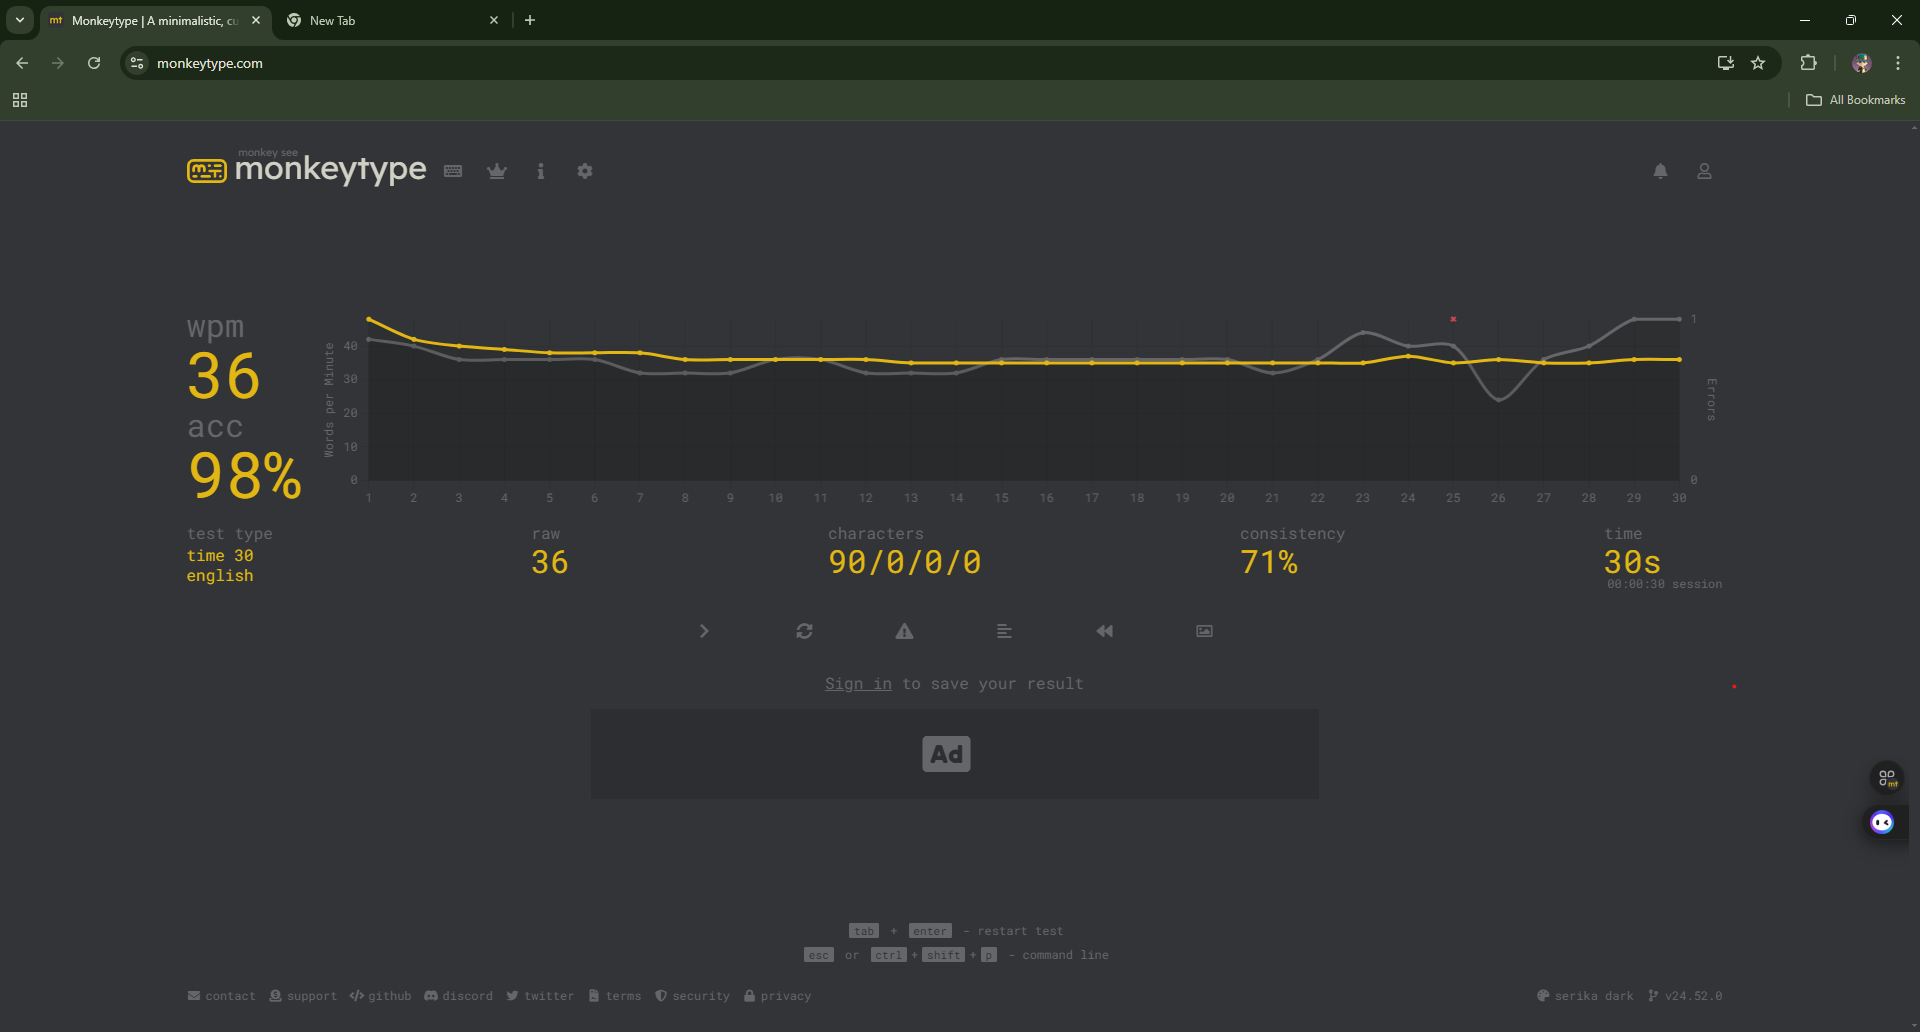 mt Monkeytype | A minimalistic, cu
New Tab
monkeytype.com
All Bookmarks
monkey see
monkeytype
wpm
36
acc
98%
Words per Minute
40
30
20
10
0
1
0
Errors
1 2 3 4 5 6 7 8 9 10 11 12 13 14 15 16 17 18 19 20 21 22 23 24 25 26 27 28 29 30
test type
time 30
english
raw
36
characters
90/0/0/0
consistency
71%
time
30s
00:00:30 session
Sign in to save your result
Ad
mt
tab + enter - restart test
esc or ctrl + shift + p - command line
contact support github discord twitter terms security privacy
serika dark v24.52.0